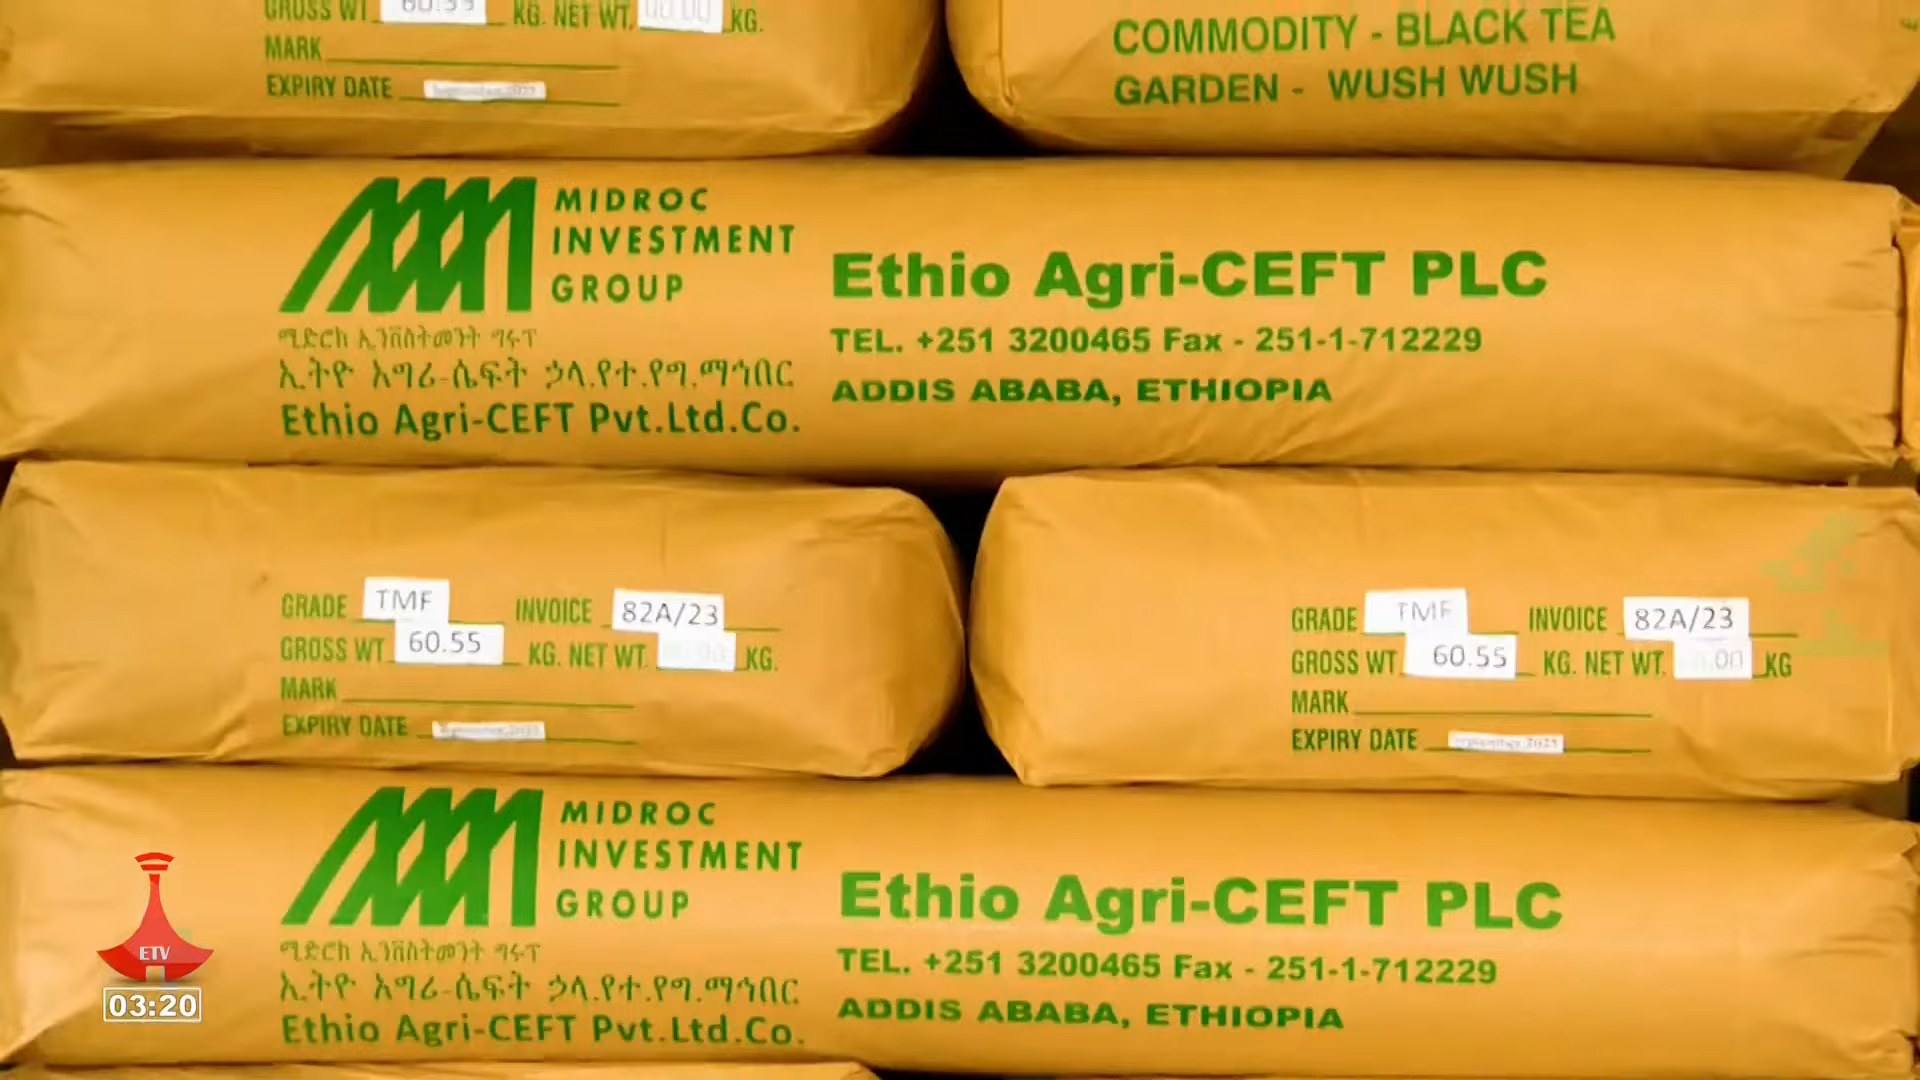 GROSS WT KG. NET WT. KG.
MARK
EXPIRY DATE
COMMODITY - BLACK TEA
GARDEN - WUSH WUSH
MIDROC
INVESTMENT
GROUP
ሚድሮክ ኢንቨስትመንት ግሩፕ
ኢትዮ አግሪ-ሴፍት ኃላ.የተ.የግ.ማኅበር
Ethio Agri-CEFT Pvt.Ltd.Co.
Ethio Agri-CEFT PLC
TEL. +251 3200465 Fax - 251-1-712229
ADDIS ABABA, ETHIOPIA
GRADE TMF INVOICE 82A/23
GROSS WT 60.55 KG. NET WT. KG.
MARK
EXPIRY DATE
GRADE TMF INVOICE 82A/23
GROSS WT 60.55 KG. NET WT. KG
MARK
EXPIRY DATE
MIDROC
INVESTMENT
GROUP
ሚድሮክ ኢንቨስትመንት ግሩፕ
ኢትዮ አግሪ-ሴፍት ኃላ.የተ.የግ.ማኅበር
Ethio Agri-CEFT Pvt.Ltd.Co.
Ethio Agri-CEFT PLC
TEL. +251 3200465 Fax - 251-1-712229
ADDIS ABABA, ETHIOPIA
ETV
03:20